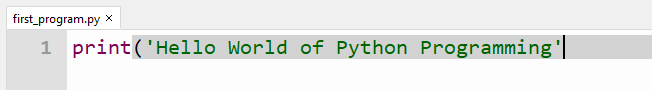 first_program.py ×
1 print('Hello World of Python Programming'